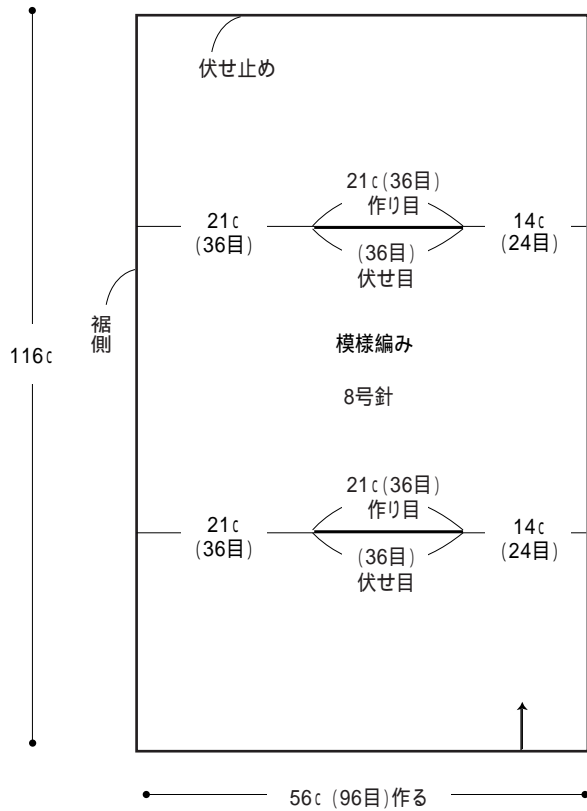 伏せ止め
21c(36目)
作り目
21c
(36目)
14c
(24目)
(36目)
伏せ目
裾側
116c
模様編み
8号針
21c(36目)
作り目
21c
(36目)
14c
(24目)
(36目)
伏せ目
56c(96目)作る